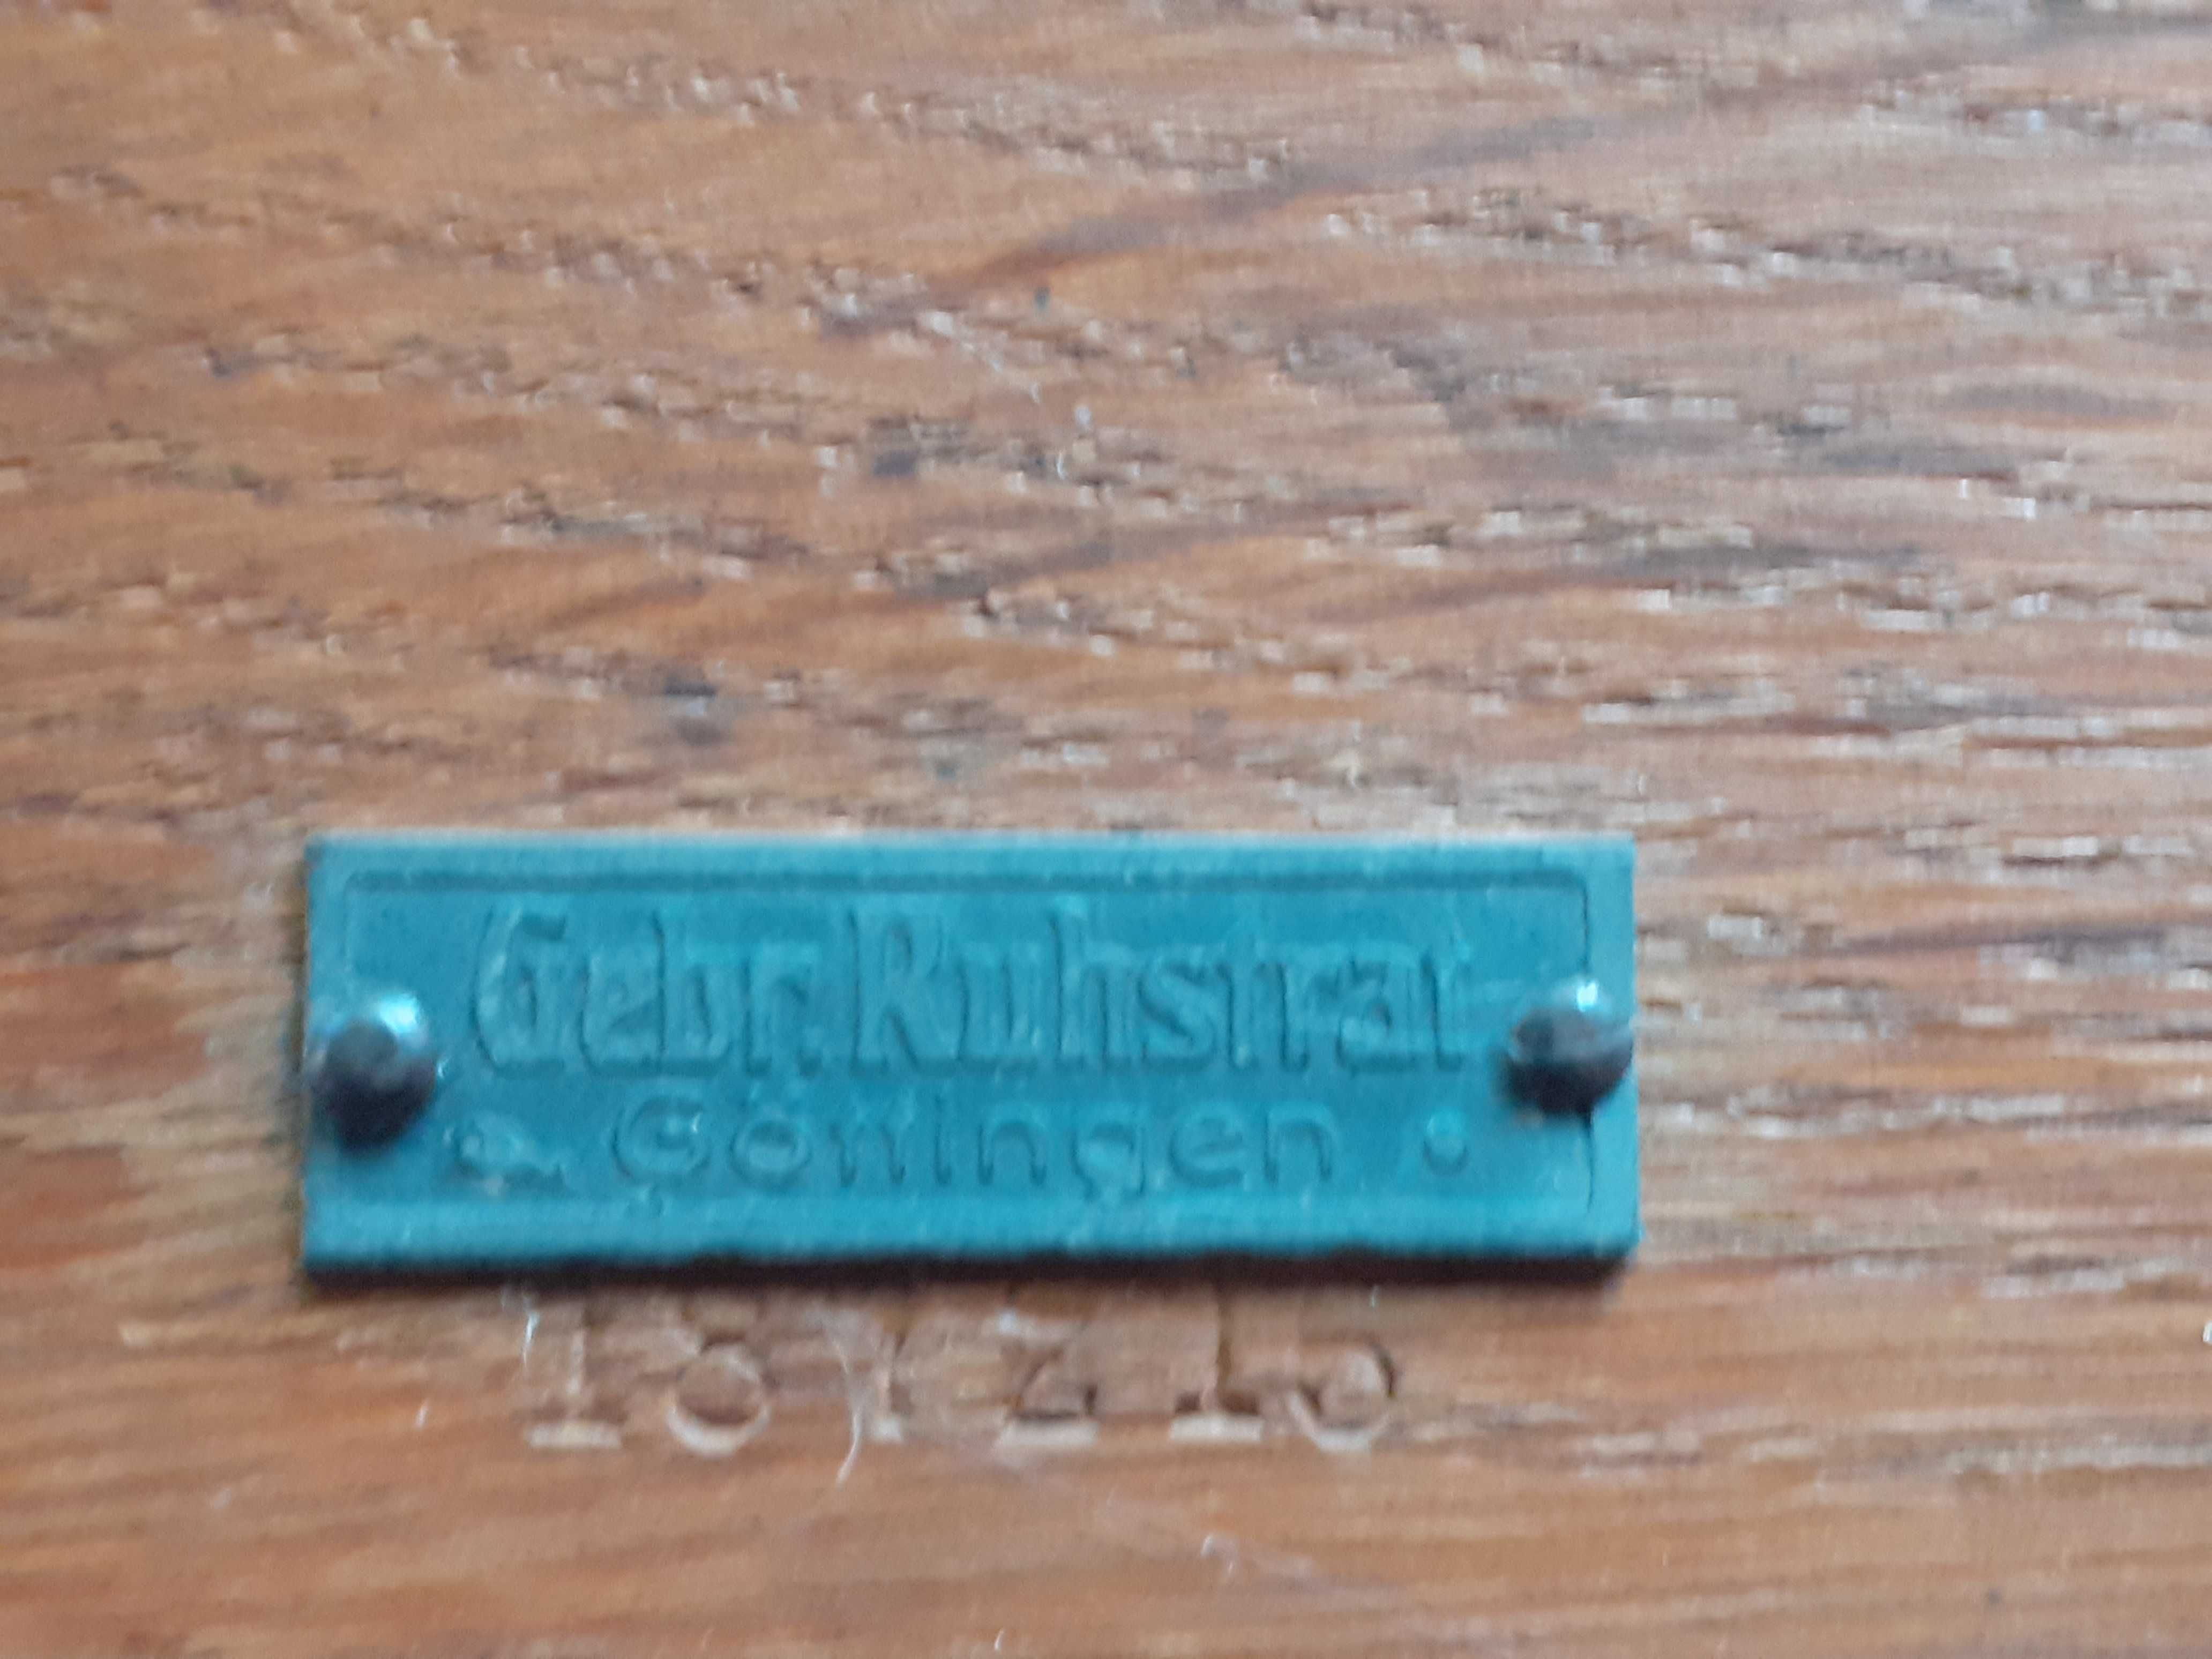 Gebr. Ruhstrat
Göttingen